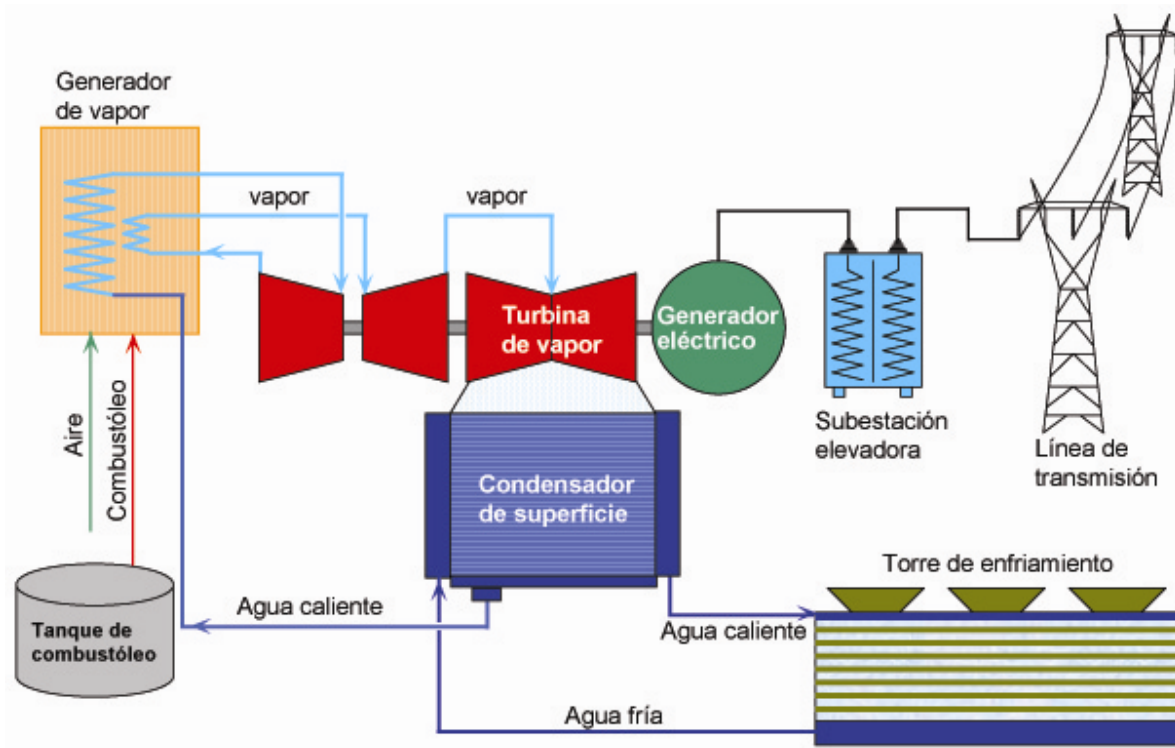 Generador
de vapor
vapor
vapor
Turbina
de vapor
Generador
eléctrico
Subestación
elevadora
Línea de
transmisión
Aire
Combustóleo
Condensador
de superficie
Torre de enfriamiento
Tanque de
combustóleo
Agua caliente
Agua caliente
Agua fría